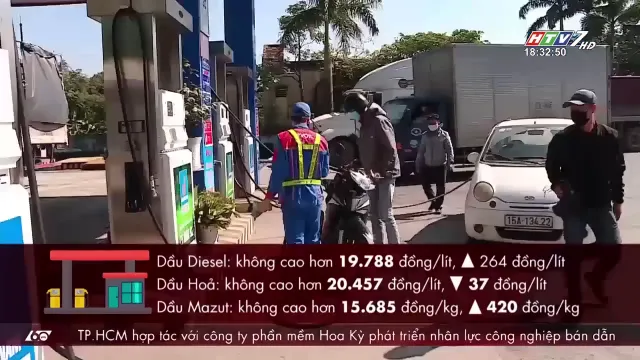 HTV7 HD
18:32:50
15A-134.22
Dầu Diesel: không cao hơn 19.788 đồng/lít, ▲ 264 đồng/lít
Dầu Hoả: không cao hơn 20.457 đồng/lít, ▼ 37 đồng/lít
Dầu Mazut: không cao hơn 15.685 đồng/kg, ▲ 420 đồng/kg
TP.HCM hợp tác với công ty phần mềm Hoa Kỳ phát triển nhân lực công nghiệp bán dẫn